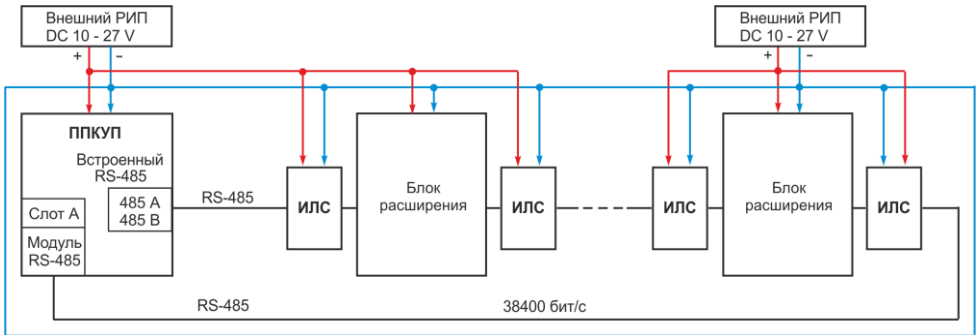 Внешний РИП
DC 10 - 27 V
+ −
Внешний РИП
DC 10 - 27 V
+ −
ППКУП
Встроенный
RS-485
485 A
485 B
Слот А
Модуль
RS-485
RS-485
ИЛС
Блок
расширения
ИЛС
ИЛС
Блок
расширения
ИЛС
RS-485
38400 бит/с